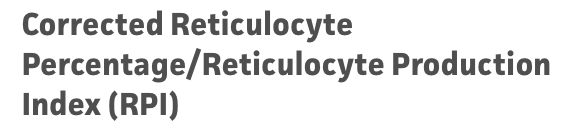 Corrected Reticulocyte
Percentage/Reticulocyte Production
Index (RPI)